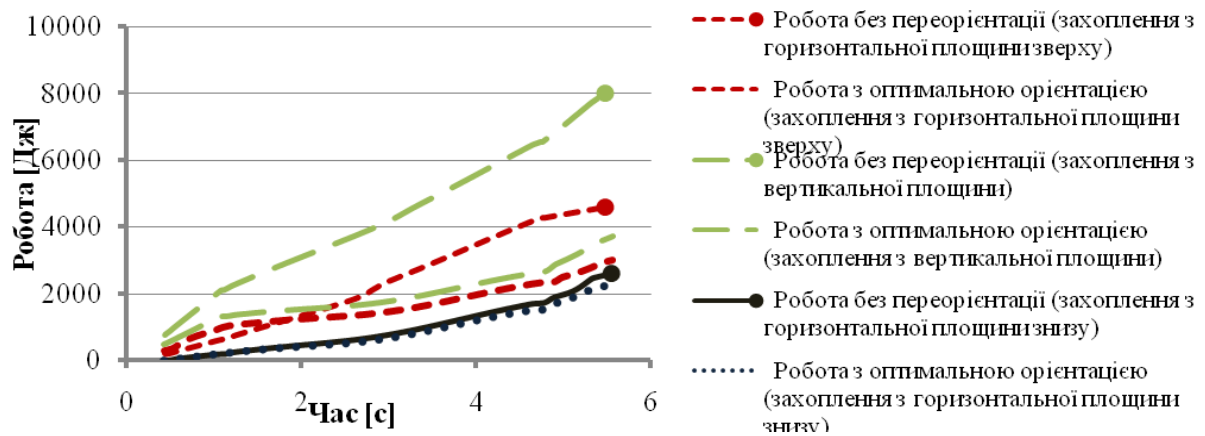 10000
8000
6000
4000
2000
0
0
2
4
6
Робота [Дж]
Час [с]
Робота без переорієнтації (захоплення з
горизонтальної площини зверху)
Робота з оптимальною орієнтацією
(захоплення з горизонтальної площини
зверху)
Робота без переорієнтації (захоплення з
вертикальної площини)
Робота з оптимальною орієнтацією
(захоплення з вертикальної площини)
Робота без переорієнтації (захоплення з
горизонтальної площини знизу)
Робота з оптимальною орієнтацією
(захоплення з горизонтальної площини
знизу)